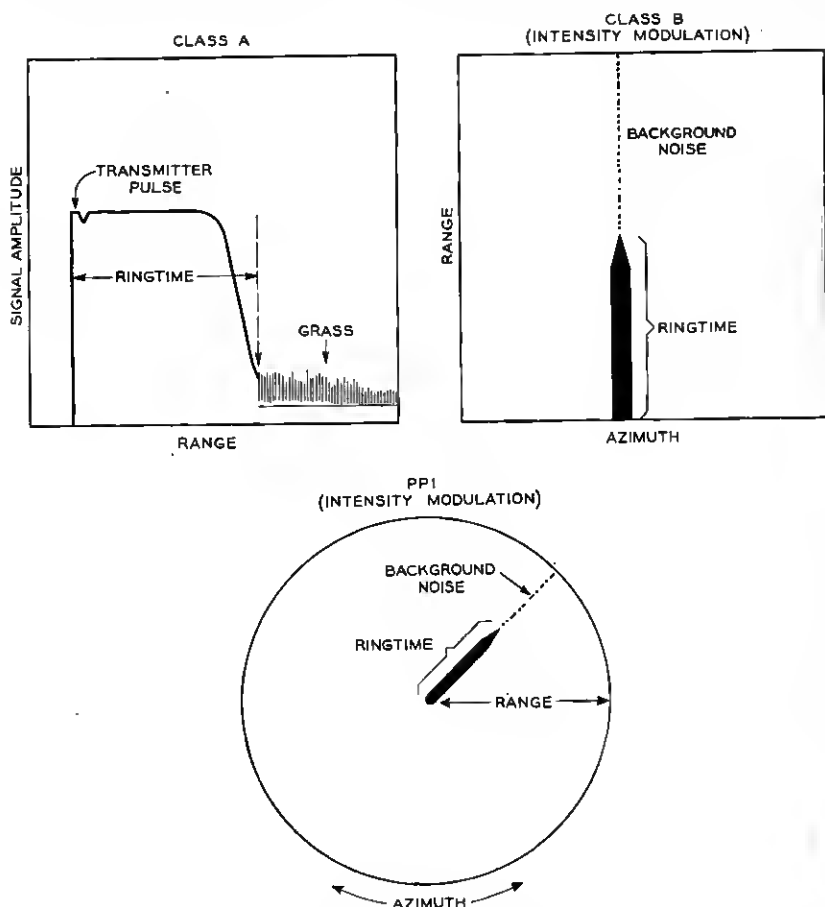 CLASS A
SIGNAL AMPLITUDE
TRANSMITTER
PULSE
RINGTIME
GRASS
RANGE
CLASS B
(INTENSITY MODULATION)
RANGE
BACKGROUND
NOISE
RINGTIME
AZIMUTH
PPI
(INTENSITY MODULATION)
BACKGROUND
NOISE
RINGTIME
RANGE
AZIMUTH